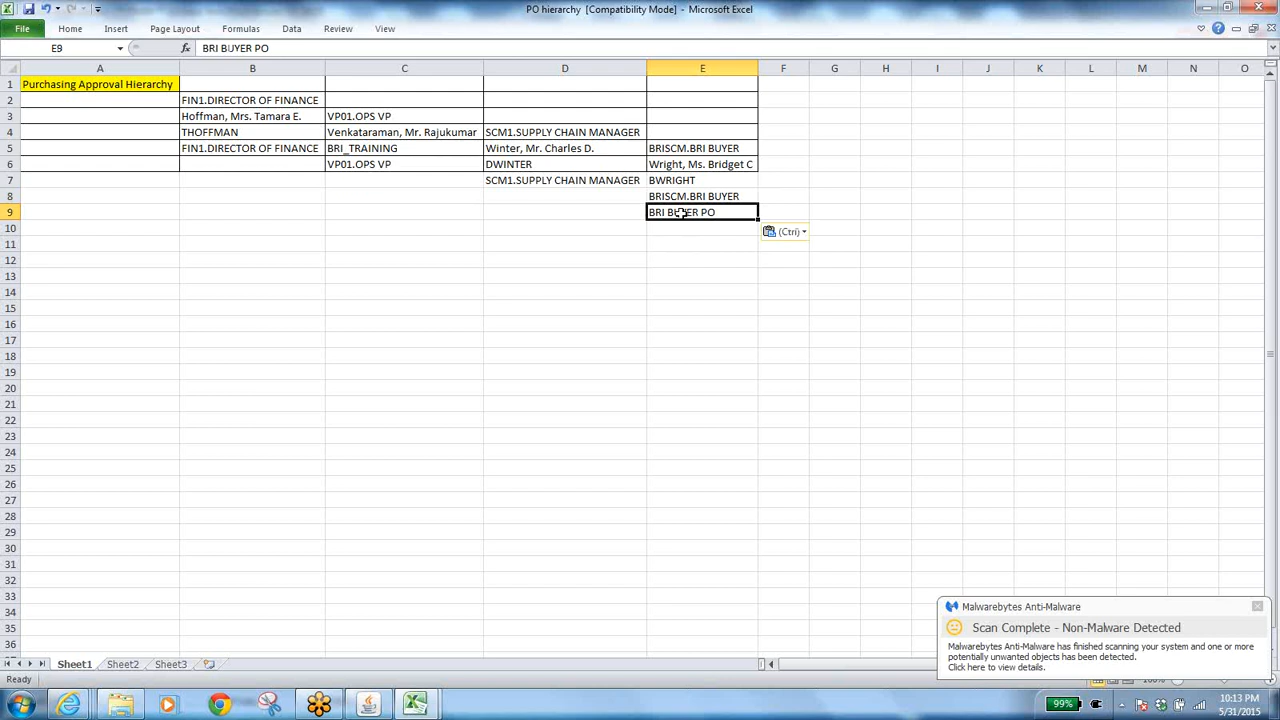 PO hierarchy [Compatibility Mode] - Microsoft Excel
File Home Insert Page Layout Formulas Data Review View
E9 fx BRI BUYER PO
A B C D E F G H I J K L M N O
1 Purchasing Approval Hierarchy
2 FIN1.DIRECTOR OF FINANCE
3 Hoffman, Mrs. Tamara E. VP01.OPS VP
4 THOFFMAN Venkataraman, Mr. Rajukumar SCM1.SUPPLY CHAIN MANAGER
5 FIN1.DIRECTOR OF FINANCE BRI_TRAINING Winter, Mr. Charles D. BRISCM.BRI BUYER
6 VP01.OPS VP DWINTER Wright, Ms. Bridget C
7 SCM1.SUPPLY CHAIN MANAGER BWRIGHT
8 BRISCM.BRI BUYER
9 BRI BUYER PO
10 (Ctrl)
11
12
13
14
15
16
17
18
19
20
21
22
23
24
25
26
27
28
29
30
31
32
33
34
35
36
Malwarebytes Anti-Malware
Scan Complete - Non-Malware Detected
Malwarebytes Anti-Malware has finished scanning your system and one or more
potentially unwanted objects has been detected.
Click here to view details.
Sheet1 Sheet2 Sheet3
Ready
99% 10:13 PM
5/31/2015